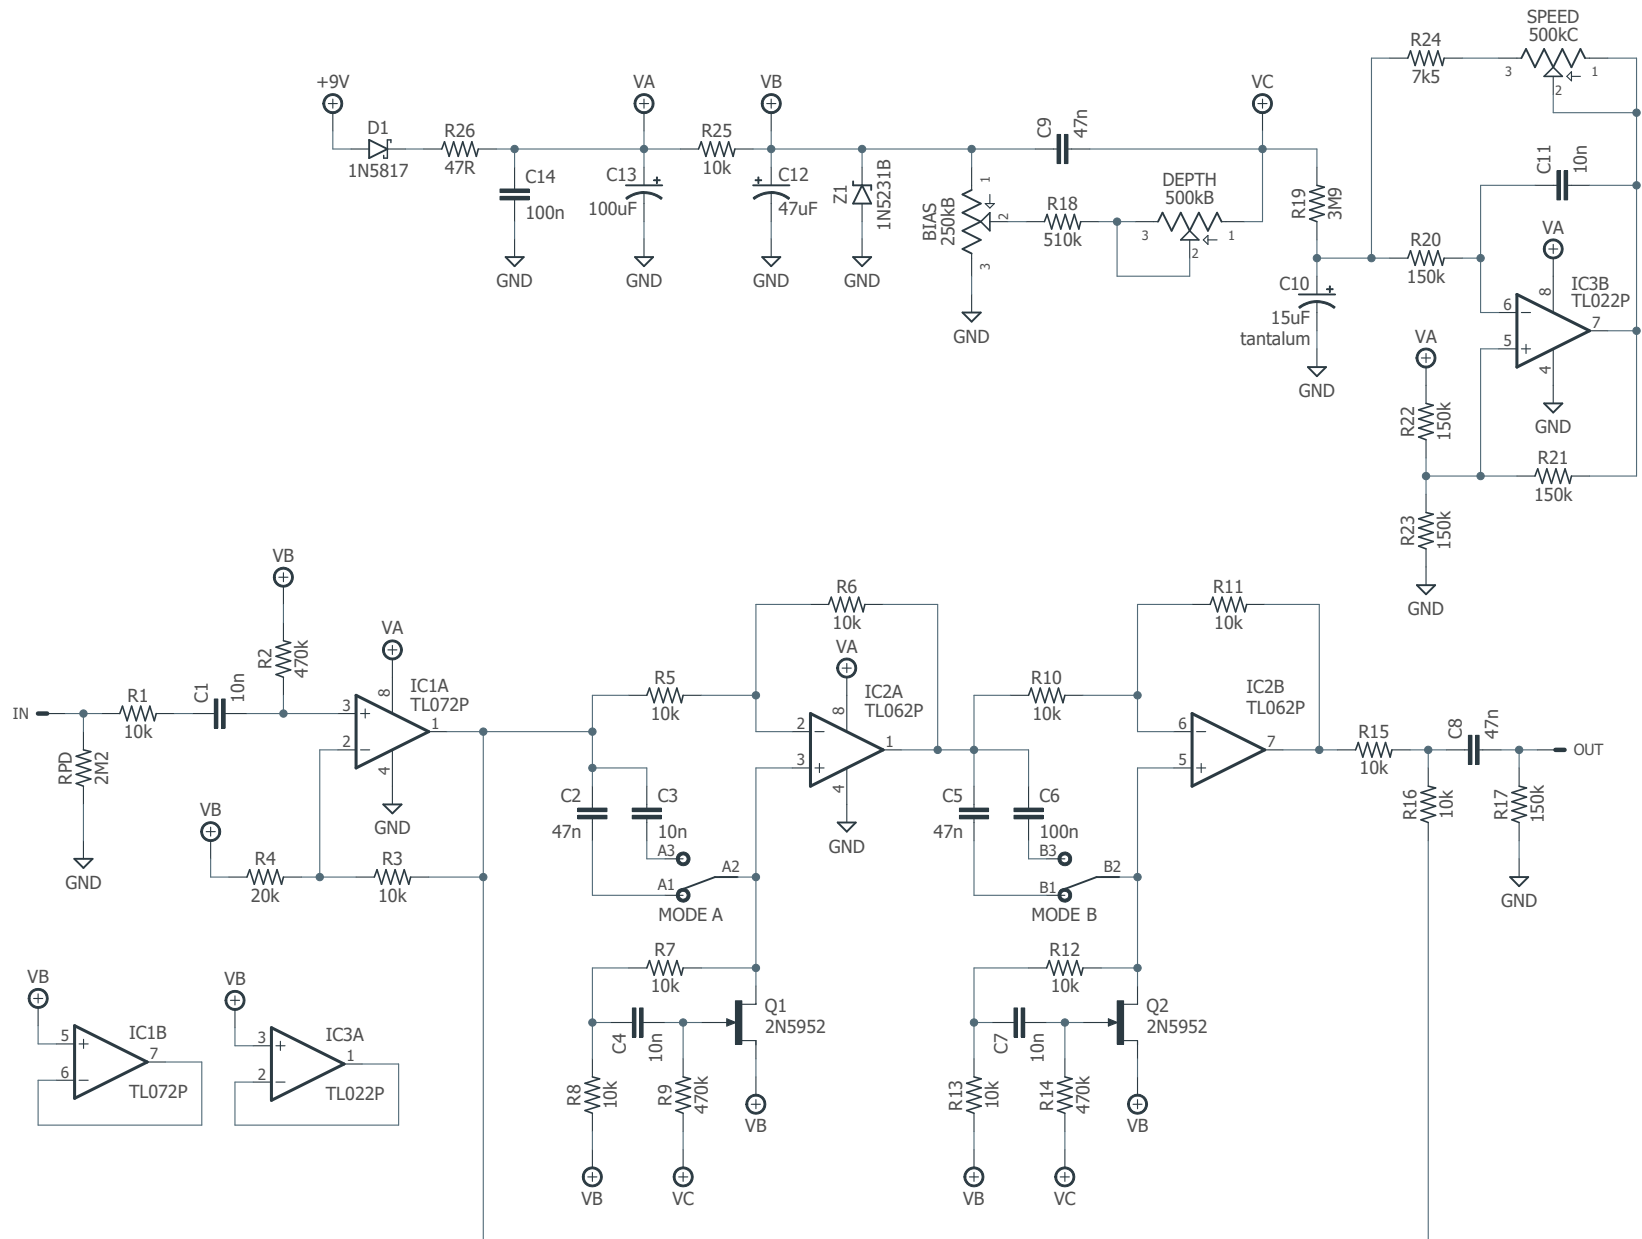 SPEED
500kC
R24
7k5
3
1
2
+9V
VA
VB
VC
D1
1N5817
R26
47R
R25
10k
C9
47n
C14
100n
C13
100uF
C12
47uF
Z1
1N5231B
BIAS
250kB
1
2
3
R18
510k
DEPTH
500kB
3
1
2
R19
3M9
C11
10n
R20
150k
VA
C10
15uF
tantalum
8
6
5
7
4
IC3B
TL022P
VA
R22
150k
R21
150k
R23
150k
GND
GND
GND
GND
GND
GND
GND
GND
VB
R2
470k
VA
IN
R1
10k
C1
10n
RPD
2M2
GND
3
2
8
1
4
IC1A
TL072P
GND
VB
R4
20k
R3
10k
R6
10k
R5
10k
VA
8
2
3
1
4
IC2A
TL062P
GND
C2
47n
C3
10n
A3
A1
A2
MODE A
R7
10k
C4
10n
Q1
2N5952
R8
10k
R9
470k
VB
VB
VC
R11
10k
R10
10k
6
5
7
IC2B
TL062P
C5
47n
C6
100n
B3
B1
B2
MODE B
R12
10k
C7
10n
Q2
2N5952
R13
10k
R14
470k
VB
VB
VC
R15
10k
C8
47n
OUT
R16
10k
R17
150k
GND
VB
5
6
7
IC1B
TL072P
VB
3
2
1
IC3A
TL022P